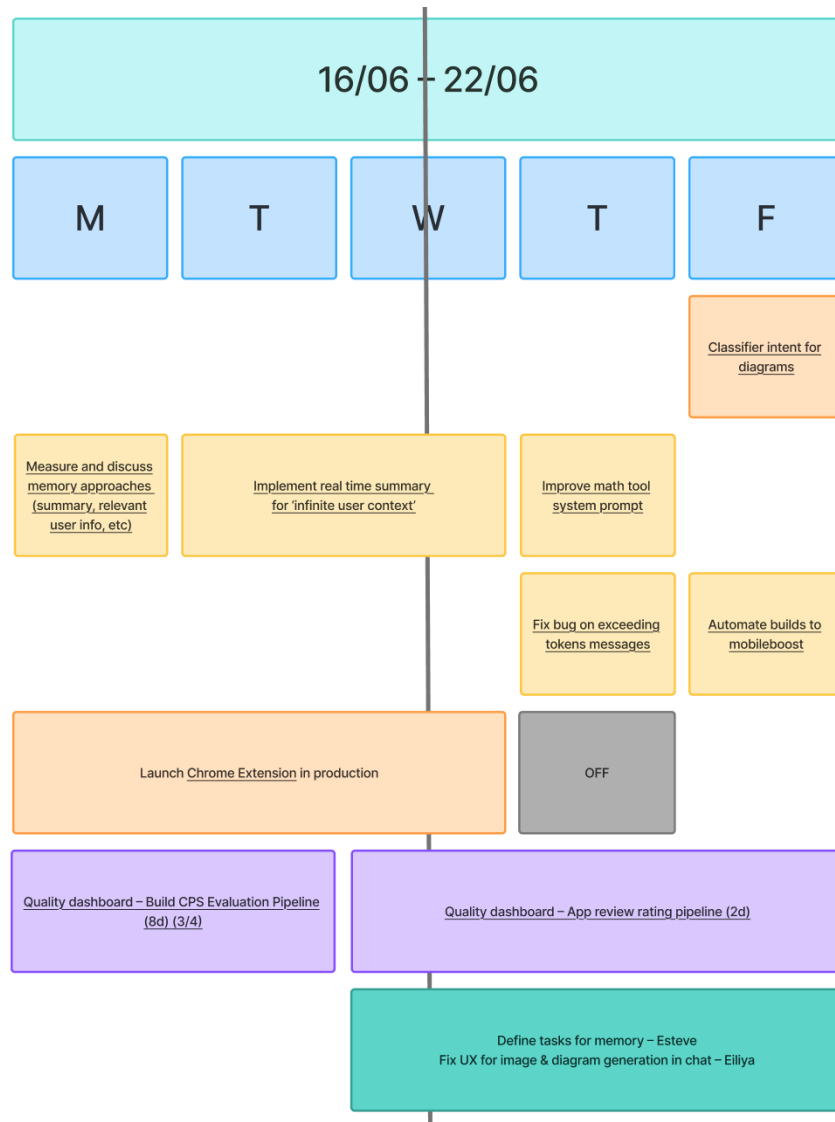 16/06 – 22/06
M
T
W
T
F
Classifier intent for
diagrams
Measure and discuss
memory approaches
(summary, relevant
user info, etc)
Implement real time summary
for ‘infinite user context’
Improve math tool
system prompt
Fix bug on exceeding
tokens messages
Automate builds to
mobileboost
Launch Chrome Extension in production
OFF
Quality dashboard – Build CPS Evaluation Pipeline
(8d) (3/4)
Quality dashboard – App review rating pipeline (2d)
Define tasks for memory – Esteve
Fix UX for image & diagram generation in chat – Eiliya